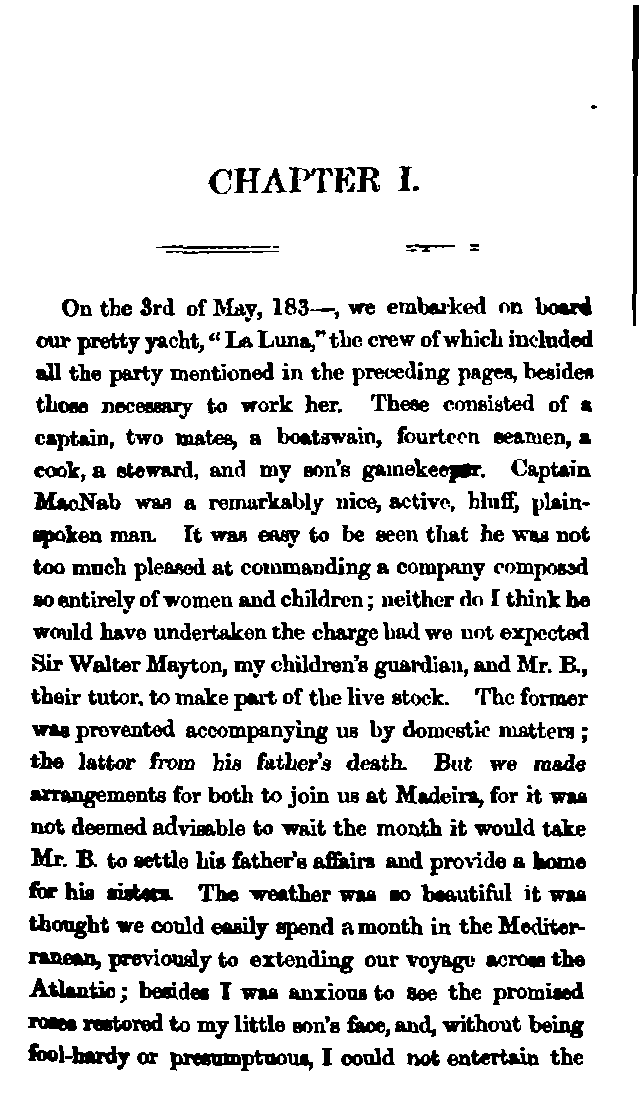 CHAPTER I.
On the 3rd of May, 183—, we embarked on board
our pretty yacht, “La Luna,” the crew of which included
all the party mentioned in the preceding pages, besides
those necessary to work her. These consisted of a
captain, two mates, a boatswain, fourteen seamen, a
cook, a steward, and my son's gamekeeper. Captain
MacNab was a remarkably nice, active, bluff, plain-
spoken man. It was easy to be seen that he was not
too much pleased at commanding a company composed
so entirely of women and children; neither do I think he
would have undertaken the charge had we not expected
Sir Walter Mayton, my children's guardian, and Mr. B.,
their tutor, to make part of the live stock. The former
was prevented accompanying us by domestic matters;
the latter from his father's death. But we made
arrangements for both to join us at Madeira, for it was
not deemed advisable to wait the month it would take
Mr. B. to settle his father's affairs and provide a home
for his sisters. The weather was so beautiful it was
thought we could easily spend a month in the Mediter-
ranean, previously to extending our voyage across the
Atlantic; besides I was anxious to see the promised
roses restored to my little son's face, and, without being
fool-hardy or presumptuous, I could not entertain the